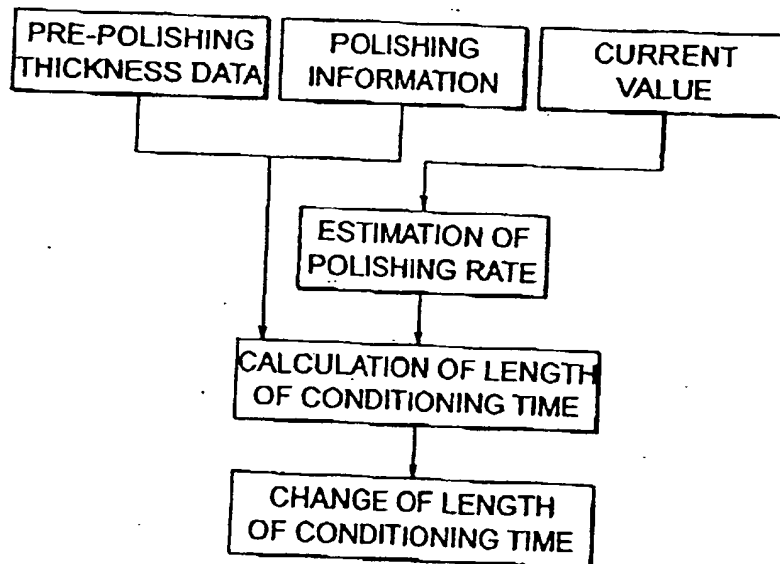 PRE-POLISHING
THICKNESS DATA
POLISHING
INFORMATION
CURRENT
VALUE
ESTIMATION OF
POLISHING RATE
CALCULATION OF LENGTH
OF CONDITIONING TIME
CHANGE OF LENGTH
OF CONDITIONING TIME